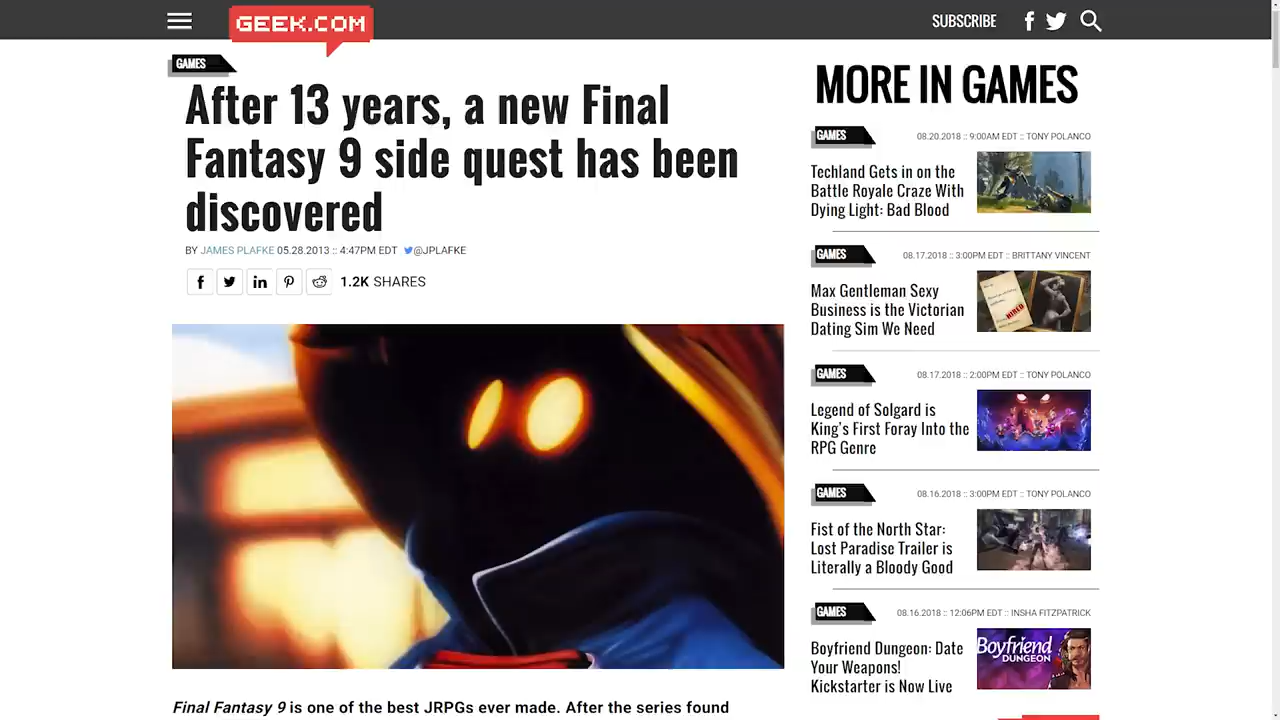 GEEK.COM
SUBSCRIBE
GAMES
After 13 years, a new Final
Fantasy 9 side quest has been
discovered
BY JAMES PLAFKE 05.28.2013 :: 4:47PM EDT @JPLAFKE
1.2K SHARES
Final Fantasy 9 is one of the best JRPGs ever made. After the series found
MORE IN GAMES
GAMES
08.20.2018 :: 9:00AM EDT :: TONY POLANCO
Techland Gets in on the
Battle Royale Craze With
Dying Light: Bad Blood
GAMES
08.17.2018 :: 3:00PM EDT :: BRITTANY VINCENT
Max Gentleman Sexy
Business is the Victorian
Dating Sim We Need
HIRED
GAMES
08.17.2018 :: 2:00PM EDT :: TONY POLANCO
Legend of Solgard is
King's First Foray Into the
RPG Genre
GAMES
08.16.2018 :: 3:00PM EDT :: TONY POLANCO
Fist of the North Star:
Lost Paradise Trailer is
Literally a Bloody Good
GAMES
08.16.2018 :: 12:06PM EDT :: INSHA FITZPATRICK
Boyfriend Dungeon: Date
Your Weapons!
Kickstarter is Now Live
Boyfriend
DUNGEON